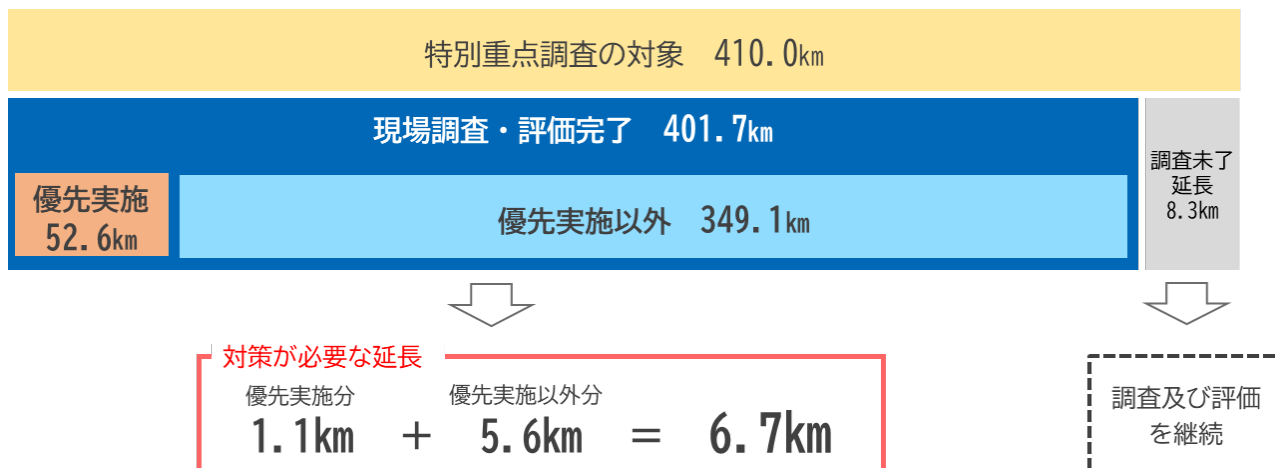 特別重点調査の対象 410.0km
現場調査・評価完了 401.7km
調査未了
延長
8.3km
優先実施
52.6km
優先実施以外 349.1km
対策が必要な延長
優先実施分
優先実施以外分
1.1km + 5.6km = 6.7km
調査及び評価
を継続